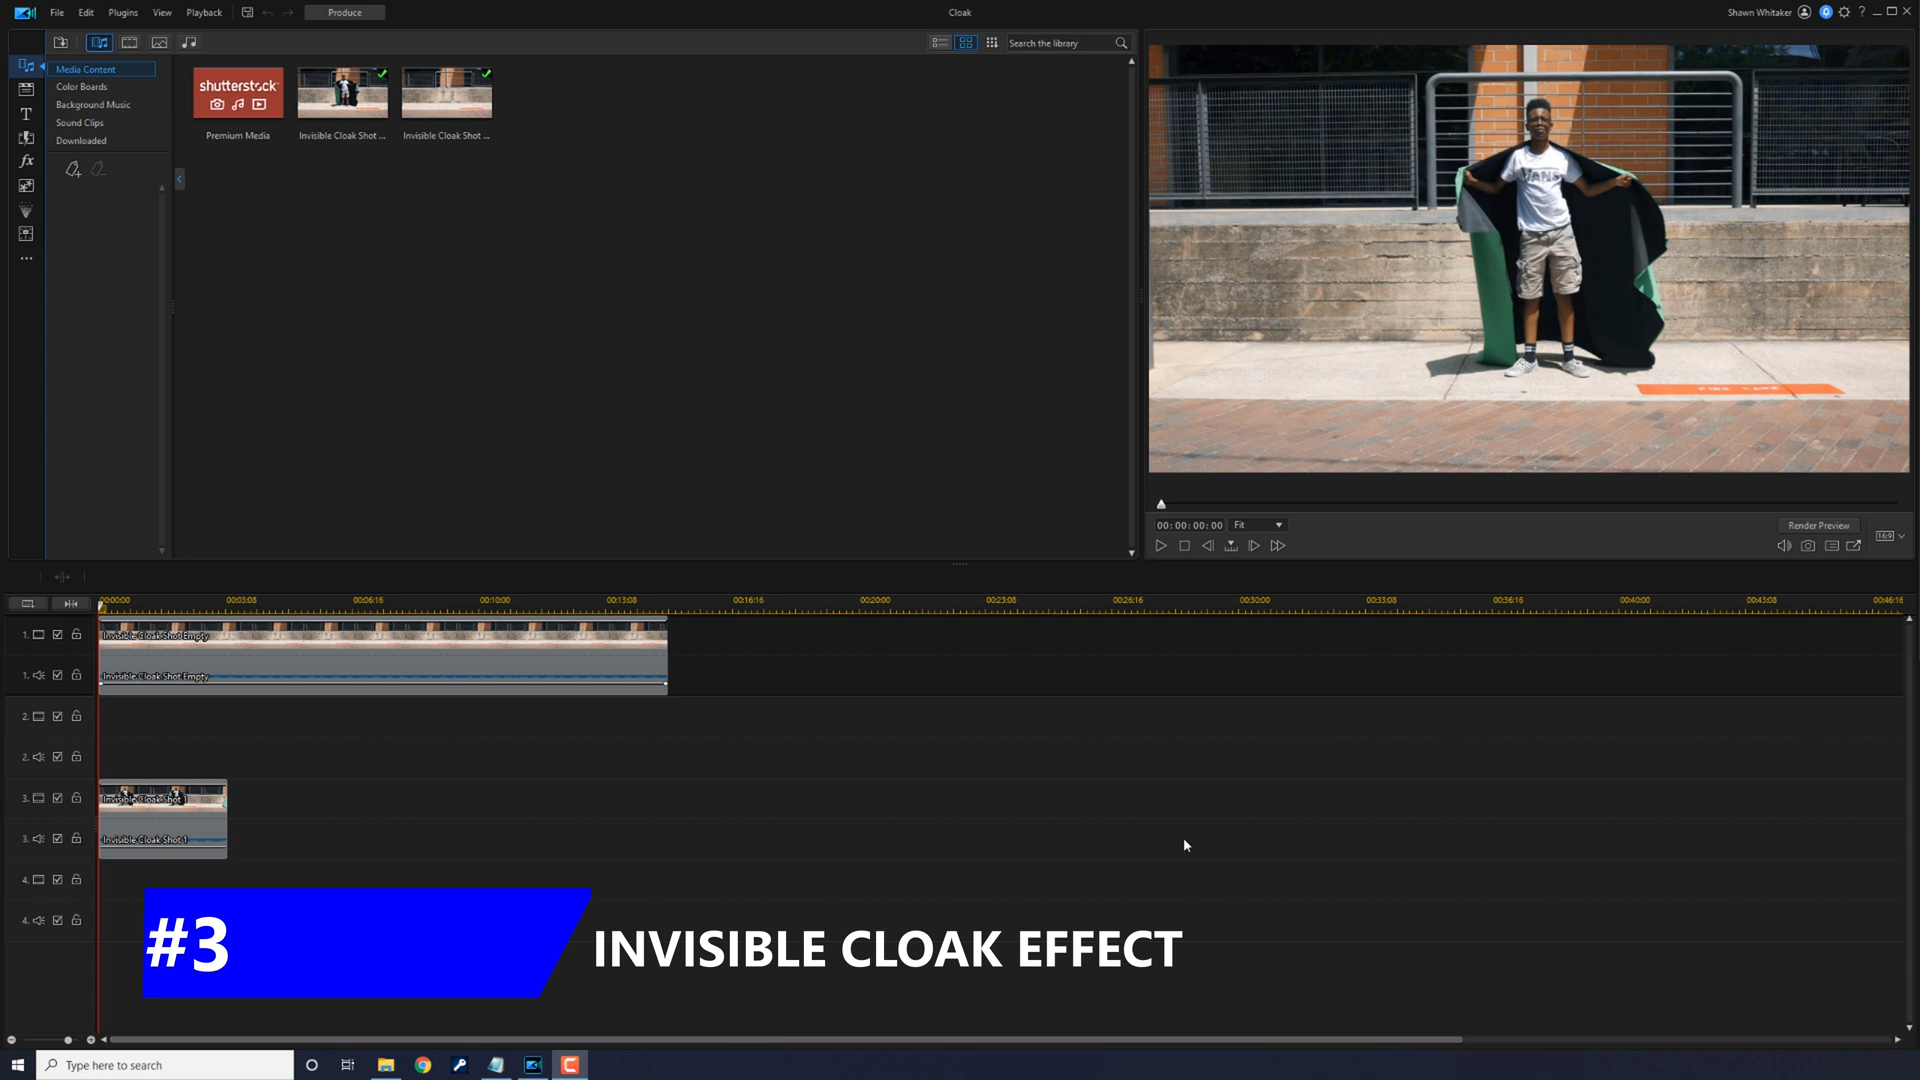 File Edit Plugins View Playback Produce
Cloak
Shawn Whitaker
?
Search the library
Media Content
Color Boards
Background Music
Sound Clips
Downloaded
T
fx
shutterstock
Premium Media
Invisible Cloak Shot ...
Invisible Cloak Shot ...
VANS
FIRE LANE
00:00:00:00 Fit
Render Preview
16:9
00:00:00 00:03:08 00:06:16 00:10:00 00:13:08 00:16:16 00:20:00 00:23:08 00:26:16 00:30:00 00:33:08 00:36:16 00:40:00 00:43:08 00:46:16
1.
Invisible Cloak Shot Empty
1.
Invisible Cloak Shot Empty
2.
2.
3.
Invisible Cloak Shot 1
3.
Invisible Cloak Shot 1
4.
4.
#3
INVISIBLE CLOAK EFFECT
Type here to search